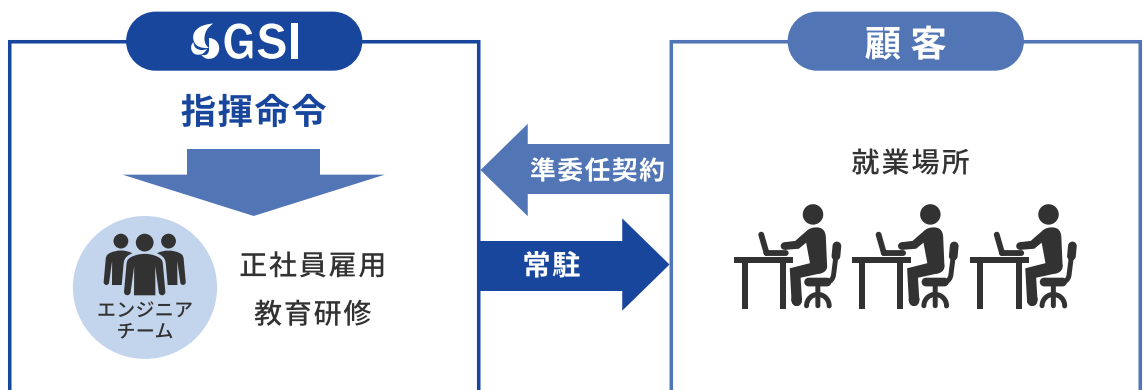 GSI
指揮命令
エンジニア
チーム
正社員雇用
教育研修
準委任契約
常駐
顧客
就業場所